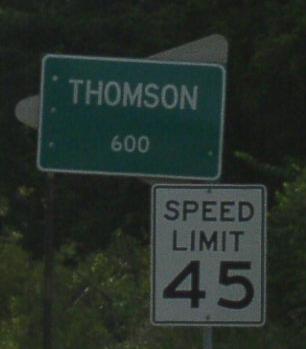 THOMSON
600
SPEED
LIMIT
45